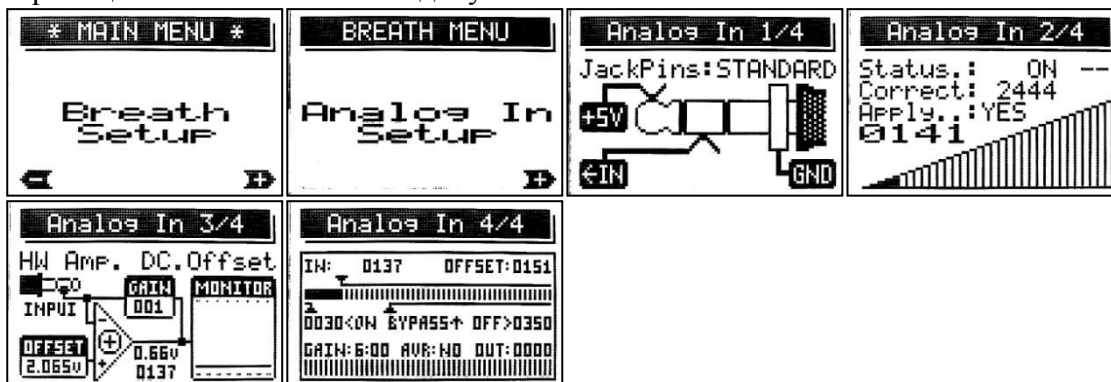 * MAIN MENU *
Breath
Setup
BREATH MENU
Analog In
Setup
Analog In 1/4
JackPins:STANDARD
+5V
←IN
GND
Analog In 2/4
Status.: ON --
Correct: 2444
Apply..:YES
0141
Analog In 3/4
HW Amp. DC.Offset
GAIN MONITOR
001
INPUT
OFFSET
2.065v
0.66v
0137
Analog In 4/4
IN: 0137 OFFSET:0151
0030<ON BYPASS↑ OFF>0350
GAIN:6:00 AVR:NO OUT:0000